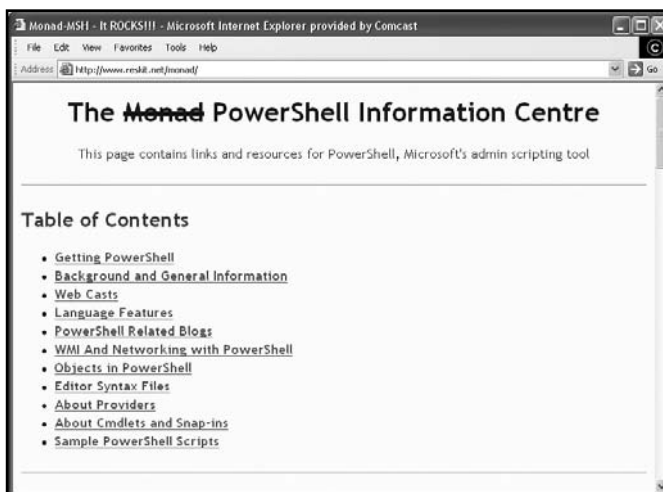 Monad-MSH - It ROCKS!!! - Microsoft Internet Explorer provided by Comcast
File Edit View Favorites Tools Help
Address http://www.reskit.net/monad/ Go
The Monad PowerShell Information Centre
This page contains links and resources for PowerShell, Microsoft's admin scripting tool
Table of Contents
• Getting PowerShell
• Background and General Information
• Web Casts
• Language Features
• PowerShell Related Blogs
• WMI And Networking with PowerShell
• Objects in PowerShell
• Editor Syntax Files
• About Providers
• About Cmdlets and Snap-ins
• Sample PowerShell Scripts